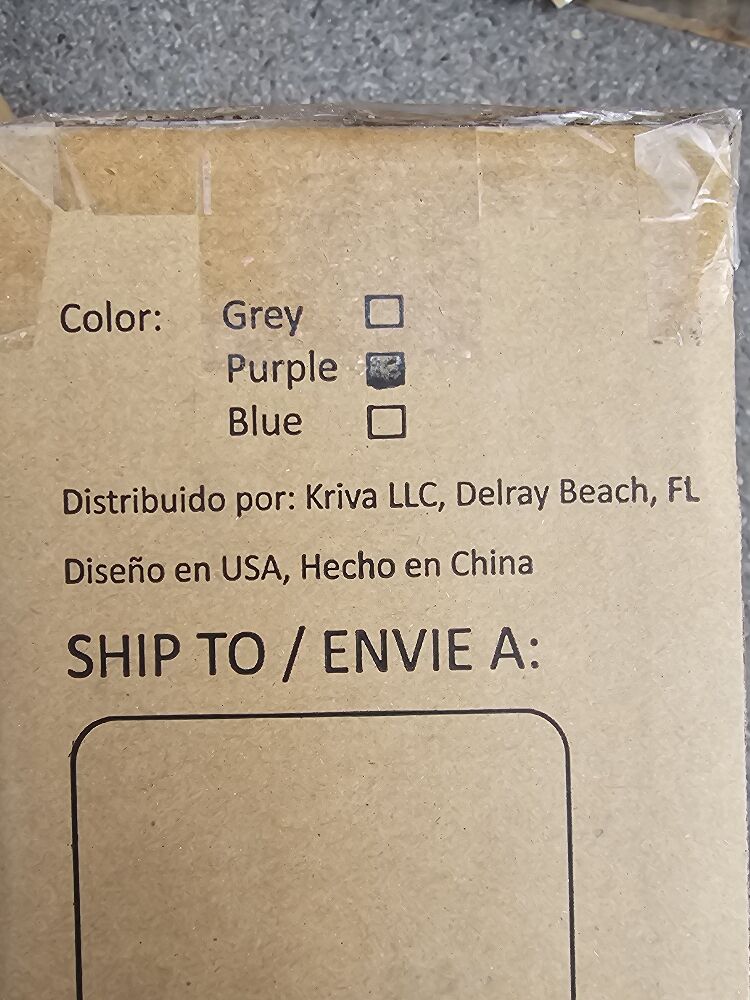 Color: Grey
Purple
Blue
Distribuido por: Kriva LLC, Delray Beach, FL
Diseño en USA, Hecho en China
SHIP TO / ENVIE A: